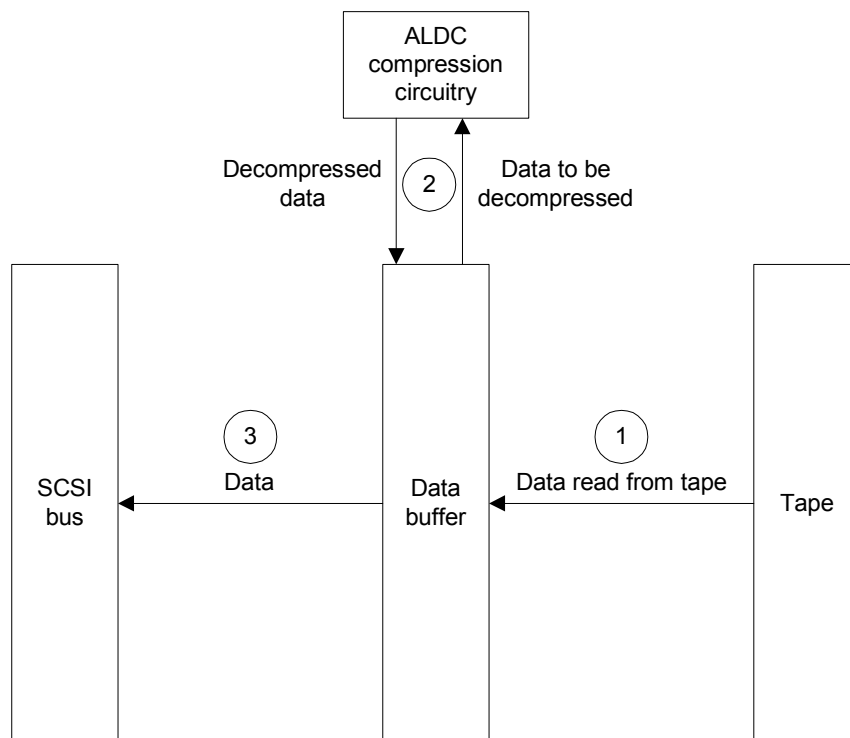 ALDC
compression
circuitry
Decompressed
data
2
Data to be
decompressed
3
Data
1
Data read from tape
SCSI
bus
Data
buffer
Tape